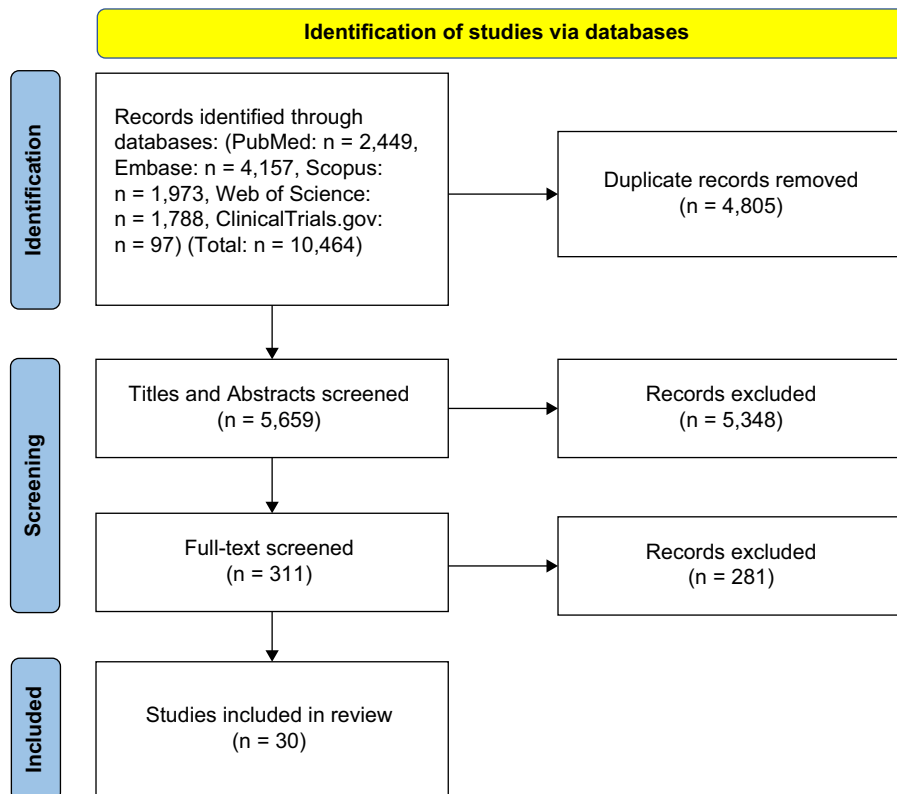 Identification of studies via databases
Identification
Records identified through
databases: (PubMed: n = 2,449,
Embase: n = 4,157, Scopus:
n = 1,973, Web of Science:
n = 1,788, ClinicalTrials.gov:
n = 97) (Total: n = 10,464)
Duplicate records removed
(n = 4,805)
Screening
Titles and Abstracts screened
(n = 5,659)
Records excluded
(n = 5,348)
Full-text screened
(n = 311)
Records excluded
(n = 281)
Included
Studies included in review
(n = 30)